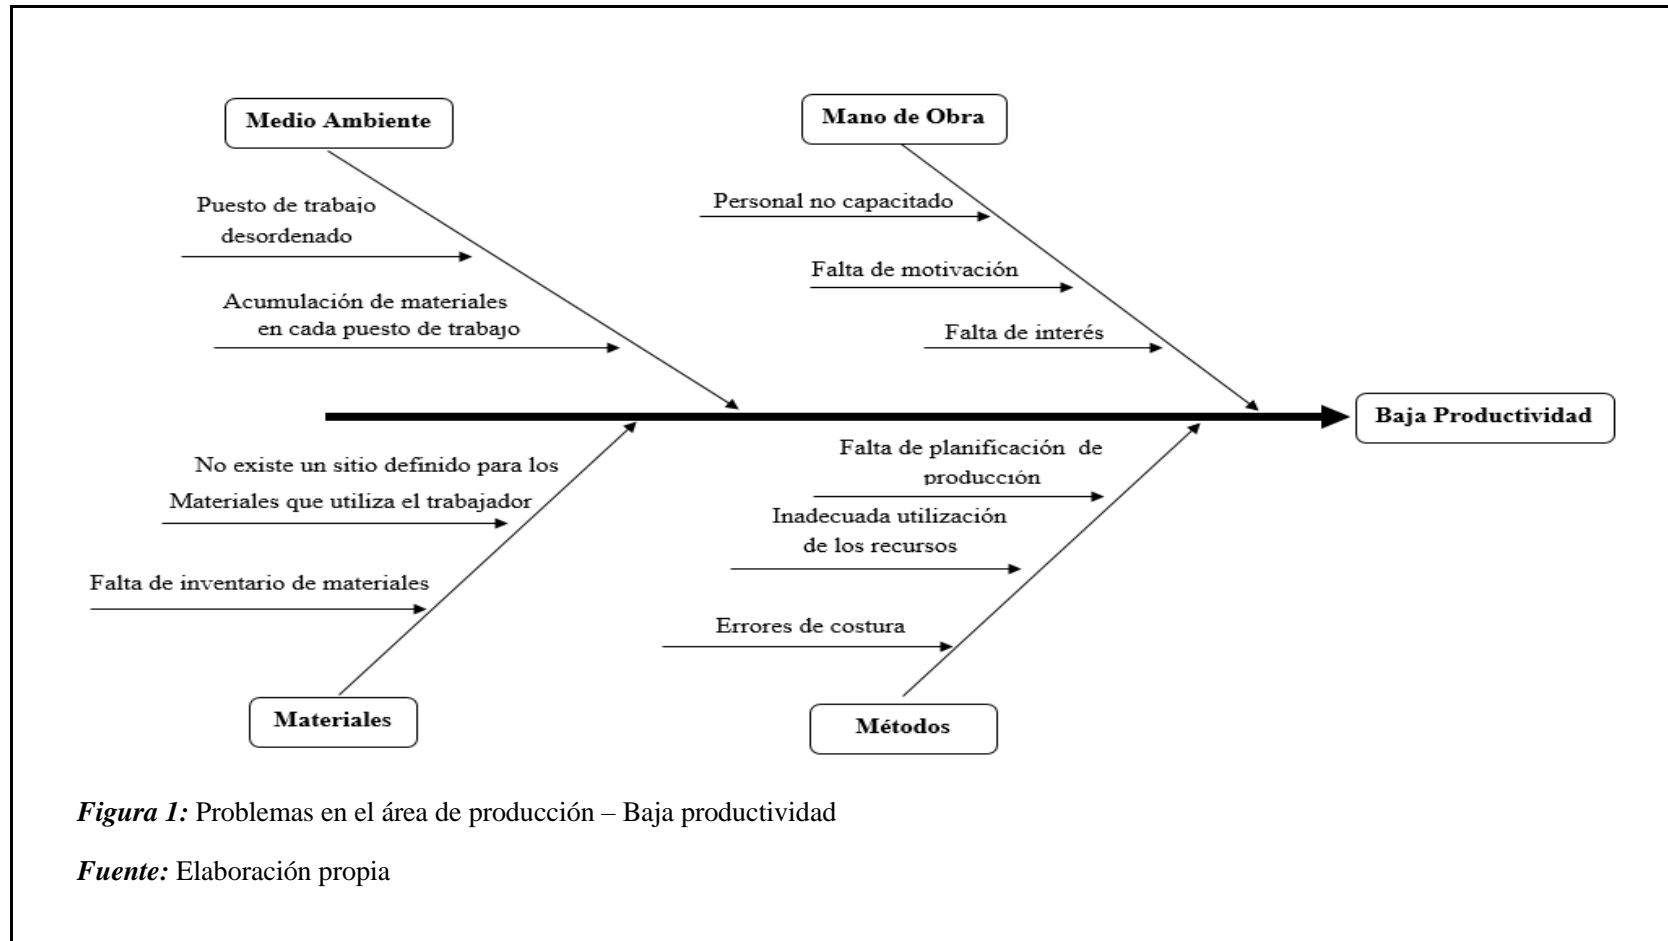 Medio Ambiente
Mano de Obra
Puesto de trabajo
desordenado
Acumulación de materiales
en cada puesto de trabajo
Personal no capacitado
Falta de motivación
Falta de interés
Baja Productividad
No existe un sitio definido para los
Materiales que utiliza el trabajador
Falta de inventario de materiales
Falta de planificación de
producción
Inadecuada utilización
de los recursos
Errores de costura
Materiales
Métodos
Figura 1: Problemas en el área de producción – Baja productividad
Fuente: Elaboración propia